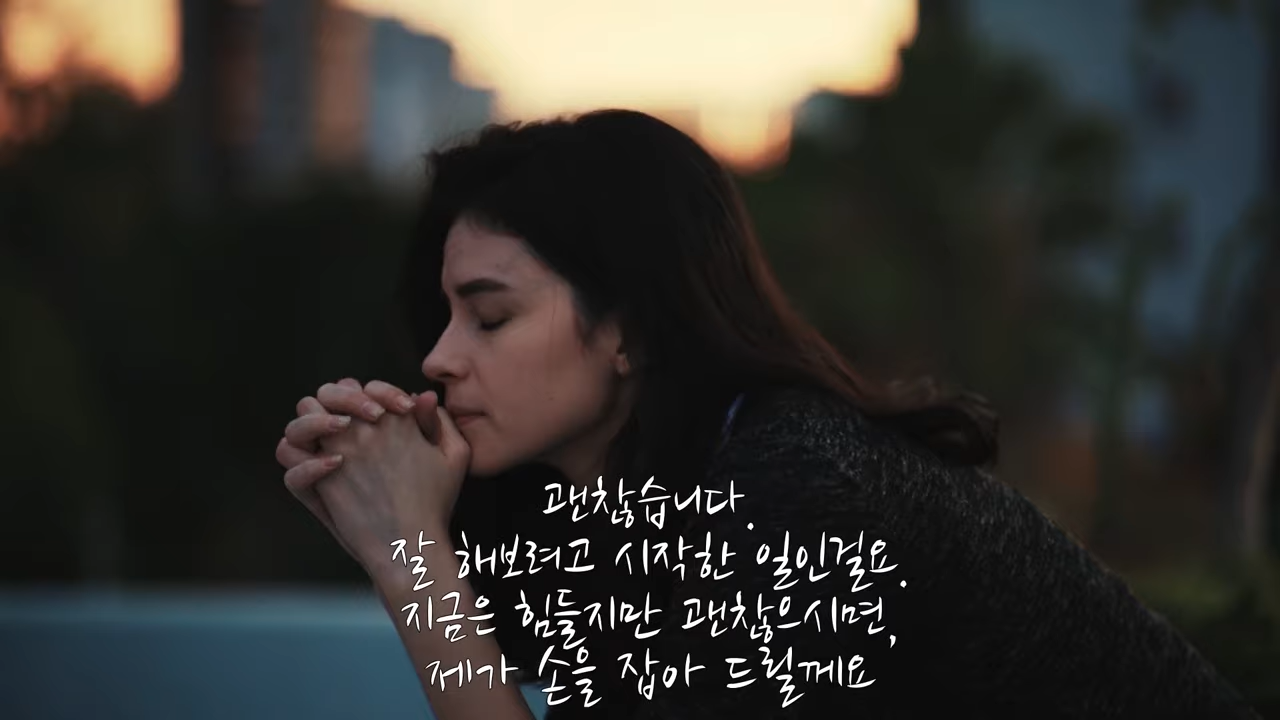 괜찮습니다.
잘 해보려고 시작한 일인걸요.
지금은 힘들지만 괜찮으시면,
제가 손을 잡아 드릴께요